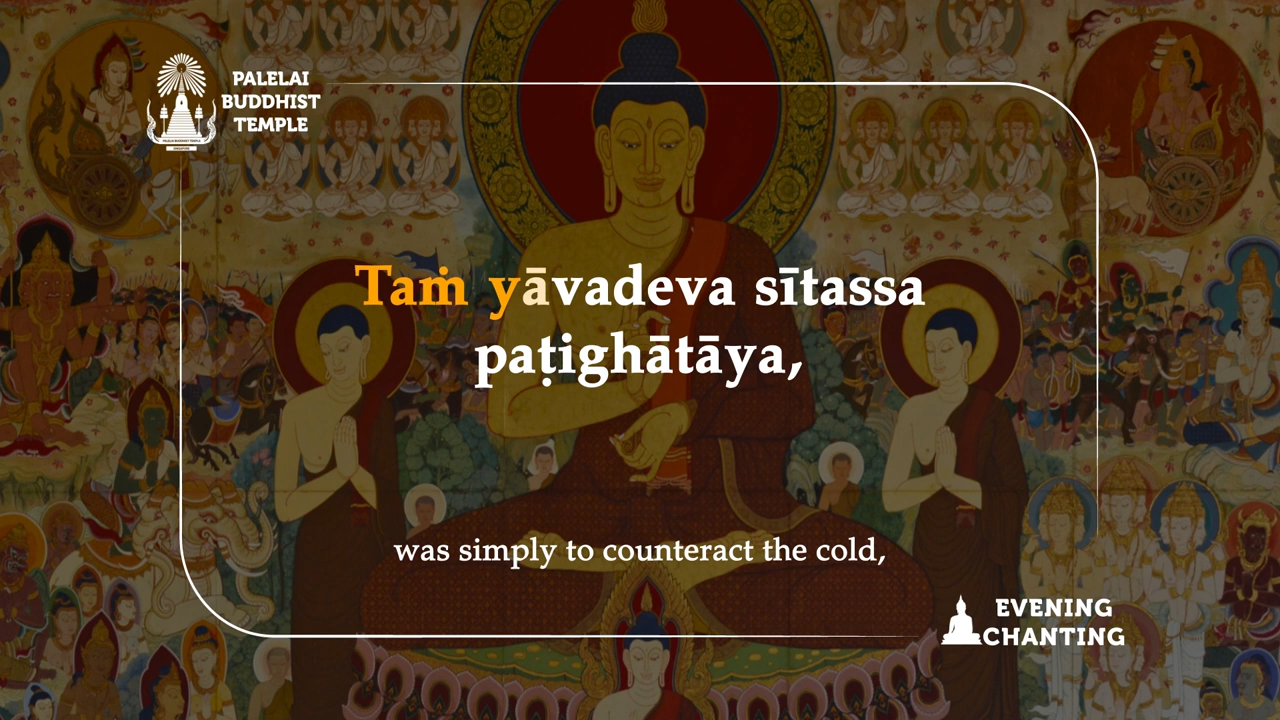 PALELAI
BUDDHIST
TEMPLE
Taṁ yāvadeva sītassa
paṭighātāya,
was simply to counteract the cold,
EVENING
CHANTING